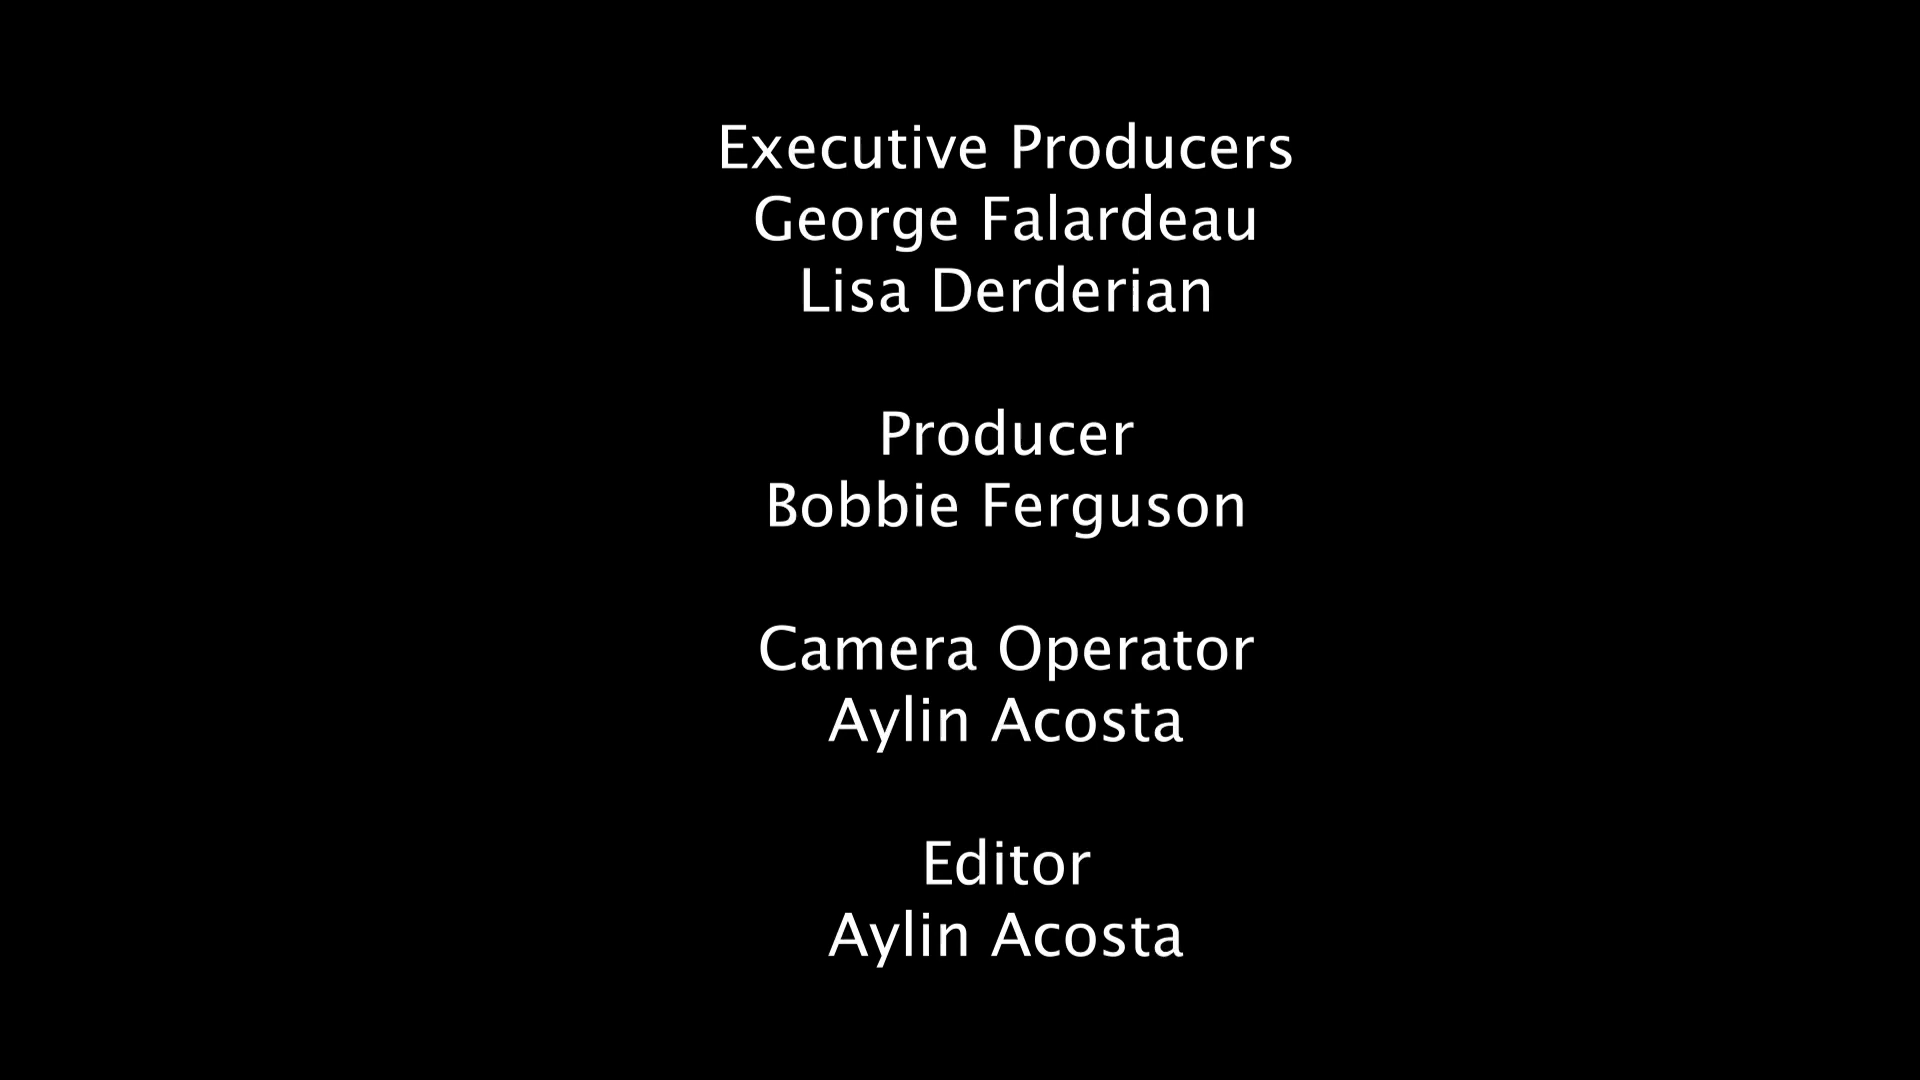 Executive Producers
George Falardeau
Lisa Derderian
Producer
Bobbie Ferguson
Camera Operator
Aylin Acosta
Editor
Aylin Acosta